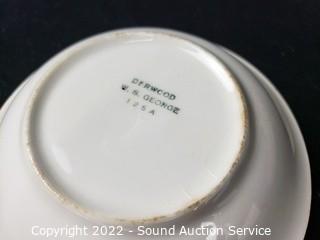 DERWOOD
W. S. GEORGE
125A
Copyright 2022 - Sound Auction Service